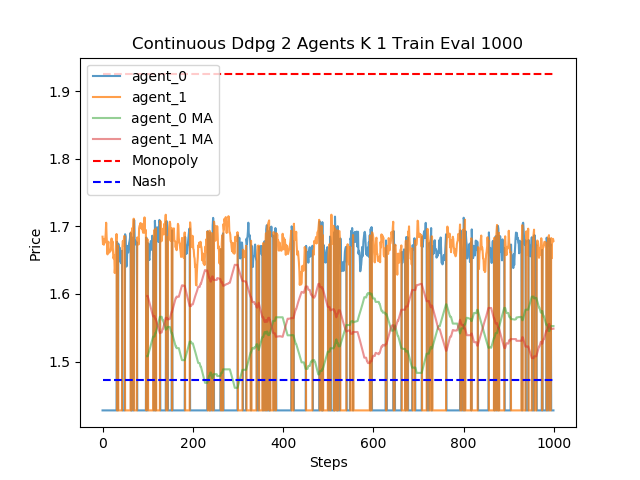 Continuous Ddpg 2 Agents K 1 Train Eval 1000
agent_0
agent_1
agent_0 MA
agent_1 MA
Monopoly
Nash
Price
1.9
1.8
1.7
1.6
1.5
0
200
400
600
800
1000
Steps